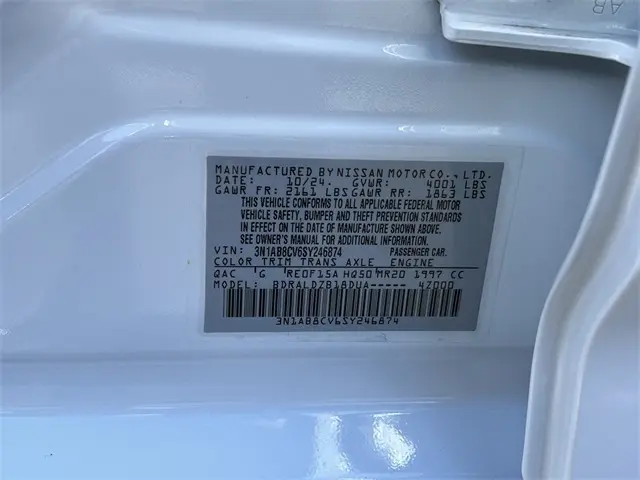 AB
MANUFACTURED BY NISSAN MOTOR CO., LTD.
DATE: 10/24. GVWR: 4001 LBS
GAWR FR: 2161 LBS GAWR RR: 1863 LBS
THIS VEHICLE CONFORMS TO ALL APPLICABLE FEDERAL MOTOR
VEHICLE SAFETY, BUMPER AND THEFT PREVENTION STANDARDS
IN EFFECT ON THE DATE OF MANUFACTURE SHOWN ABOVE.
SEE OWNER'S MANUAL FOR ADDITIONAL INFORMATION.
VIN: 3N1AB8CV6SY246874 PASSENGER CAR.
COLOR TRIM TRANS AXLE ENGINE
QAC G RE0F15A HQ50 MR20 1997 CC
MODEL: BDRALDZB18DUA----- 4Z000
3N1AB8CV6SY246874